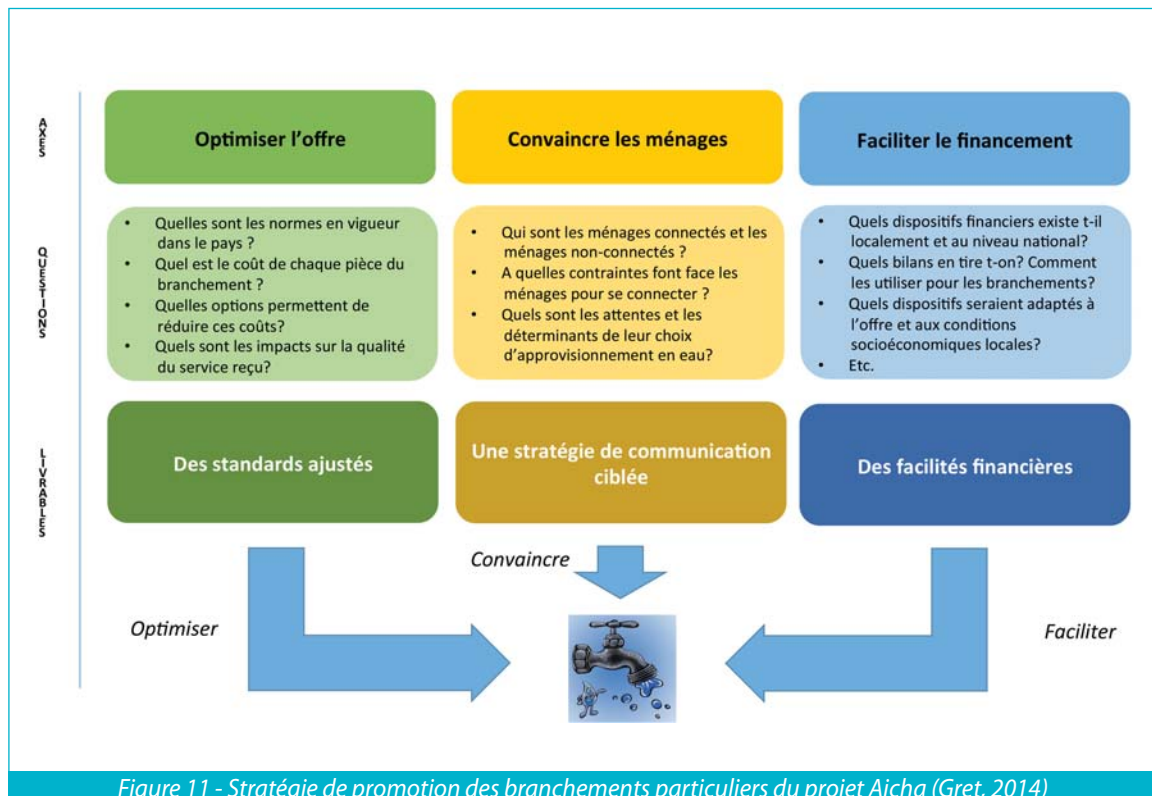 AXES
Optimiser l'offre
Convaincre les ménages
Faciliter le financement
QUESTIONS
• Quelles sont les normes en vigueur
dans le pays ?
• Quel est le coût de chaque pièce du
branchement ?
• Quelles options permettent de
réduire ces coûts?
• Quels sont les impacts sur la qualité
du service reçu?
• Qui sont les ménages connectés et les
ménages non-connectés ?
• A quelles contraintes font face les
ménages pour se connecter ?
• Quels sont les attentes et les
déterminants de leur choix
d'approvisionnement en eau?
• Quels dispositifs financiers existe t-il
localement et au niveau national?
• Quels bilans en tire t-on? Comment
les utiliser pour les branchements?
• Quels dispositifs seraient adaptés à
l'offre et aux conditions
socioéconomiques locales?
• Etc.
LIVRABLES
Des standards ajustés
Une stratégie de communication
ciblée
Des facilités financières
Convaincre
Optimiser
Faciliter
Figure 11 - Stratégie de promotion des branchements particuliers du projet Aicha (Gret, 2014)